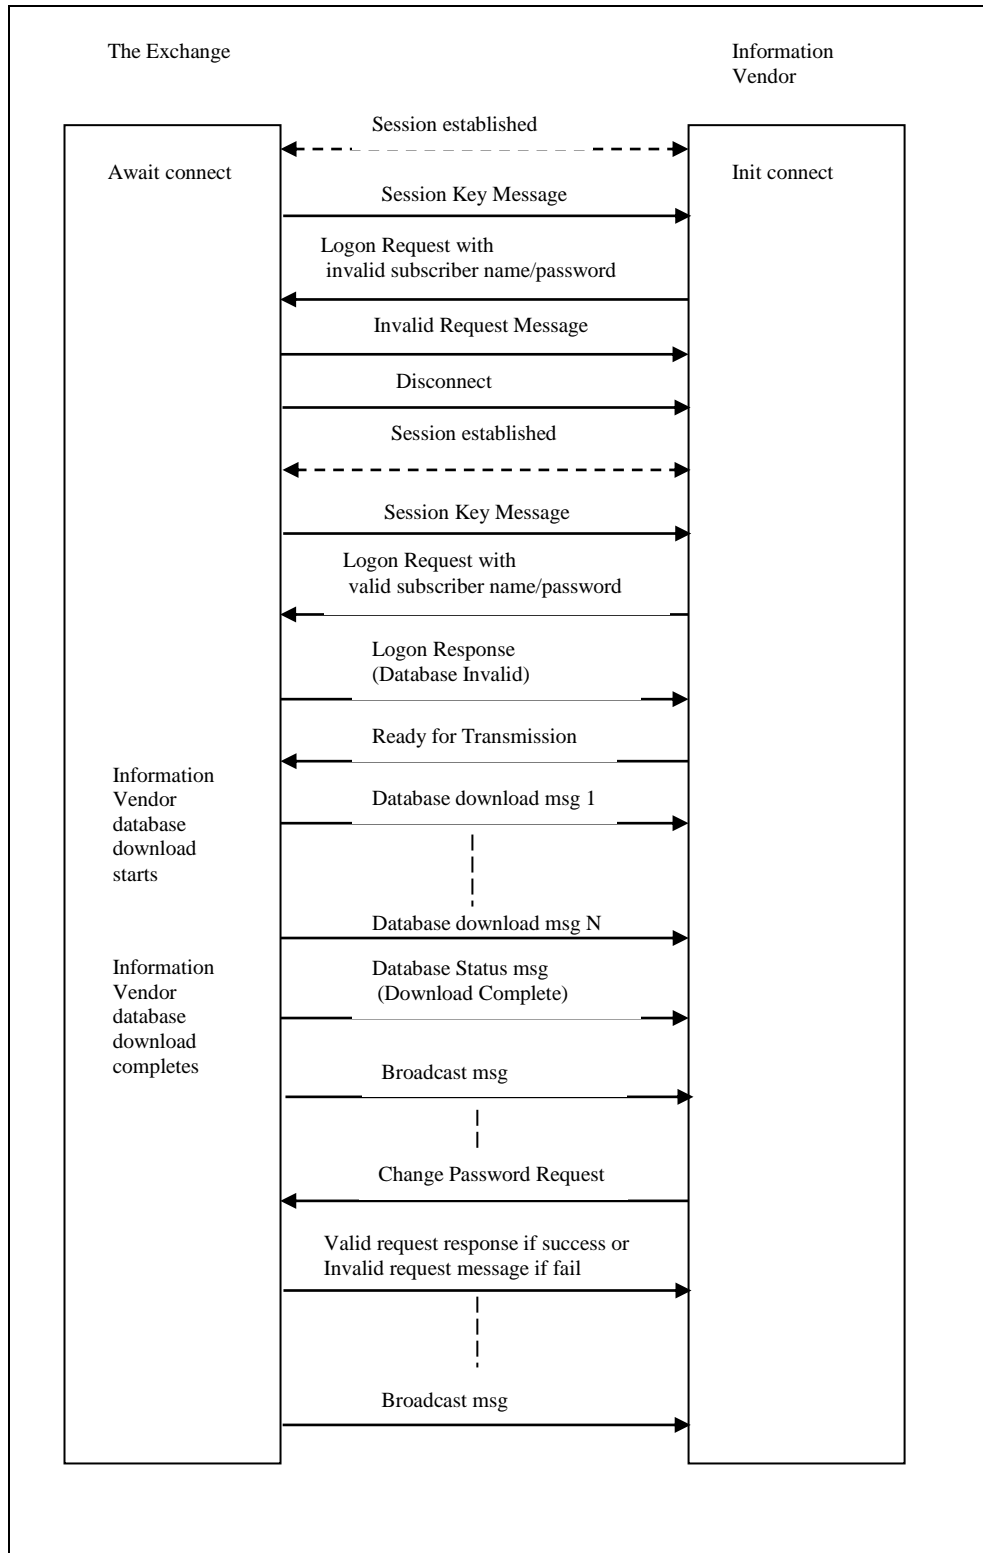 The Exchange
Information
Vendor
Session established
Await connect
Init connect
Session Key Message
Logon Request with
invalid subscriber name/password
Invalid Request Message
Disconnect
Session established
Session Key Message
Logon Request with
valid subscriber name/password
Logon Response
(Database Invalid)
Ready for Transmission
Information
Vendor
database
download
starts
Database download msg 1
Database download msg N
Information
Vendor
database
download
completes
Database Status msg
(Download Complete)
Broadcast msg
Change Password Request
Valid request response if success or
Invalid request message if fail
Broadcast msg